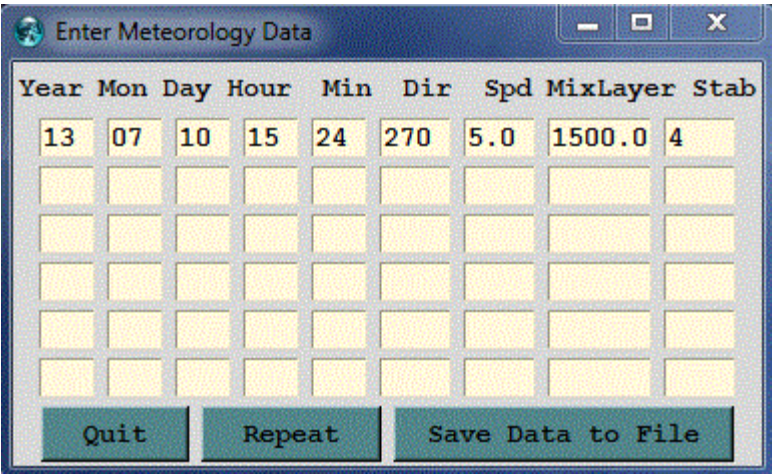 Enter Meteorology Data
Year Mon Day Hour Min Dir Spd MixLayer Stab
13 07 10 15 24 270 5.0 1500.0 4
Quit Repeat Save Data to File